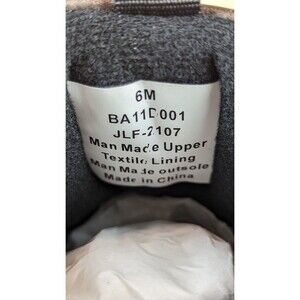 6M
BA11D001
JLF-2107
Man Made Upper
Textile Lining
Man Made outsole
Made in China